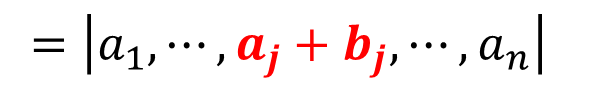 = |a₁, ⋯ , aⱼ + bⱼ, ⋯ , aₙ|